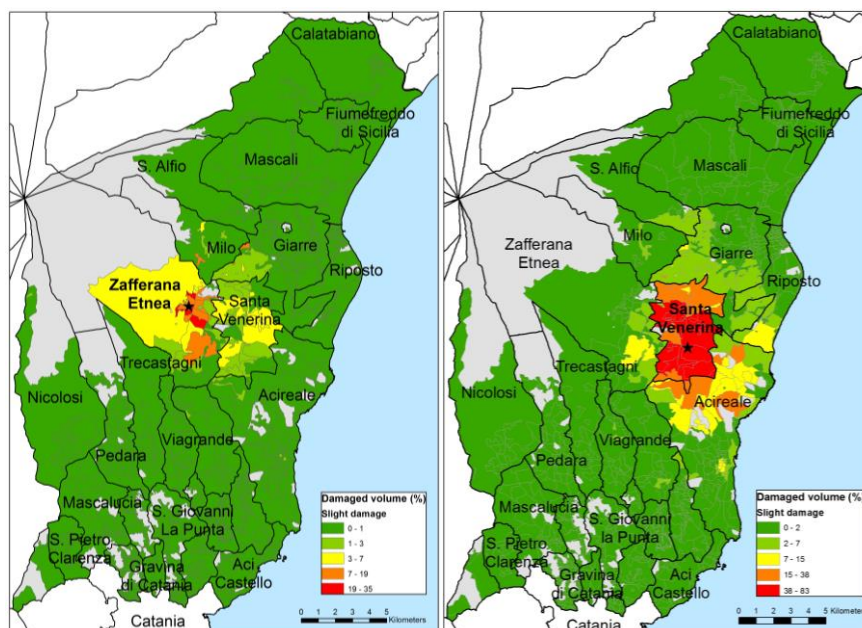 Calatabiano
Fiumefreddo
di Sicilia
Mascali
S. Alfio
Milo
Giarre
Riposto
Zafferana
Etnea
Santa
Venerina
Trecastagni
Nicolosi
Acireale
Viagrande
Pedara
Mascalucia
S. Giovanni
La Punta
S. Pietro
Clarenza
Gravina
di Catania
Aci
Castello
Catania
Damaged volume (%)
Slight damage
0 - 1
1 - 3
3 - 7
7 - 19
19 - 35
0 1 2 3 4 5
Kilometers
Calatabiano
Fiumefreddo
di Sicilia
Mascali
S. Alfio
Zafferana
Etnea
Milo
Giarre
Riposto
Santa
Venerina
Trecastagni
Nicolosi
Acireale
Viagrande
Pedara
Mascalucia
S. Giovanni
la Punta
S. Pietro
Clarenza
Gravina
di Catania
Aci
Castello
Catania
Damaged volume (%)
Slight damage
0 - 2
2 - 7
7 - 15
15 - 38
38 - 83
0 1 2 3 4 5
Kilometers